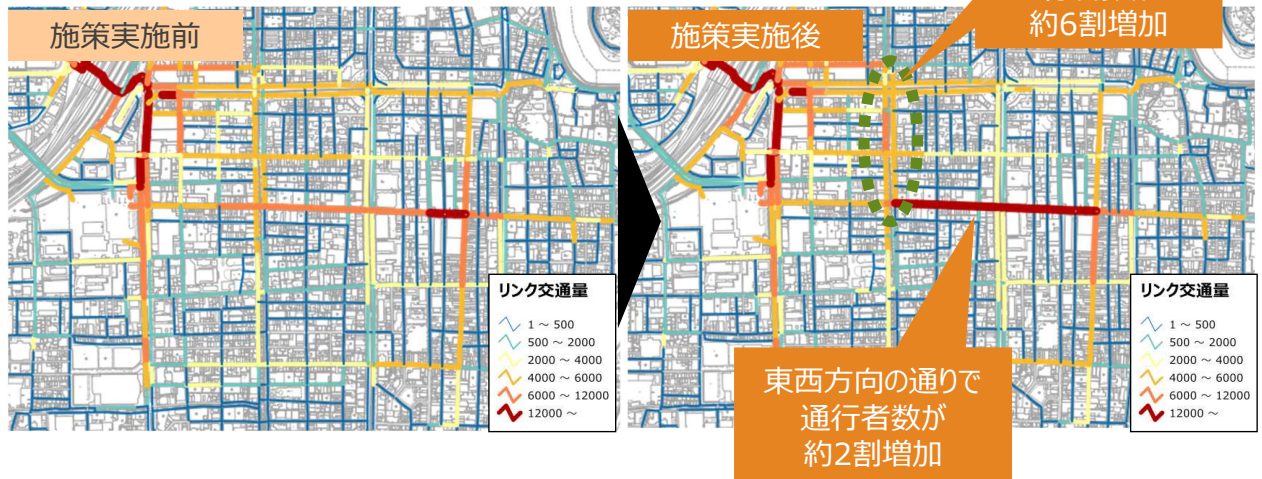 施策実施前
施策実施後
約6割増加
東西方向の通りで
通行者数が
約2割増加
リンク交通量
1 ～ 500
500 ～ 2000
2000 ～ 4000
4000 ～ 6000
6000 ～ 12000
12000 ～
リンク交通量
1 ～ 500
500 ～ 2000
2000 ～ 4000
4000 ～ 6000
6000 ～ 12000
12000 ～